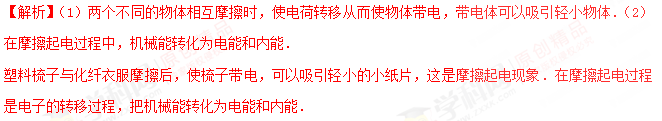 【解析】（1）两个不同的物体相互摩擦时，使电荷转移从而使物体带电，带电体可以吸引轻小物体．（2）
在摩擦起电过程中，机械能转化为电能和内能．
塑料梳子与化纤衣服摩擦后，使梳子带电，可以吸引轻小的小纸片，这是摩擦起电现象．在摩擦起电过程
是电子的转移过程，把机械能转化为电能和内能．